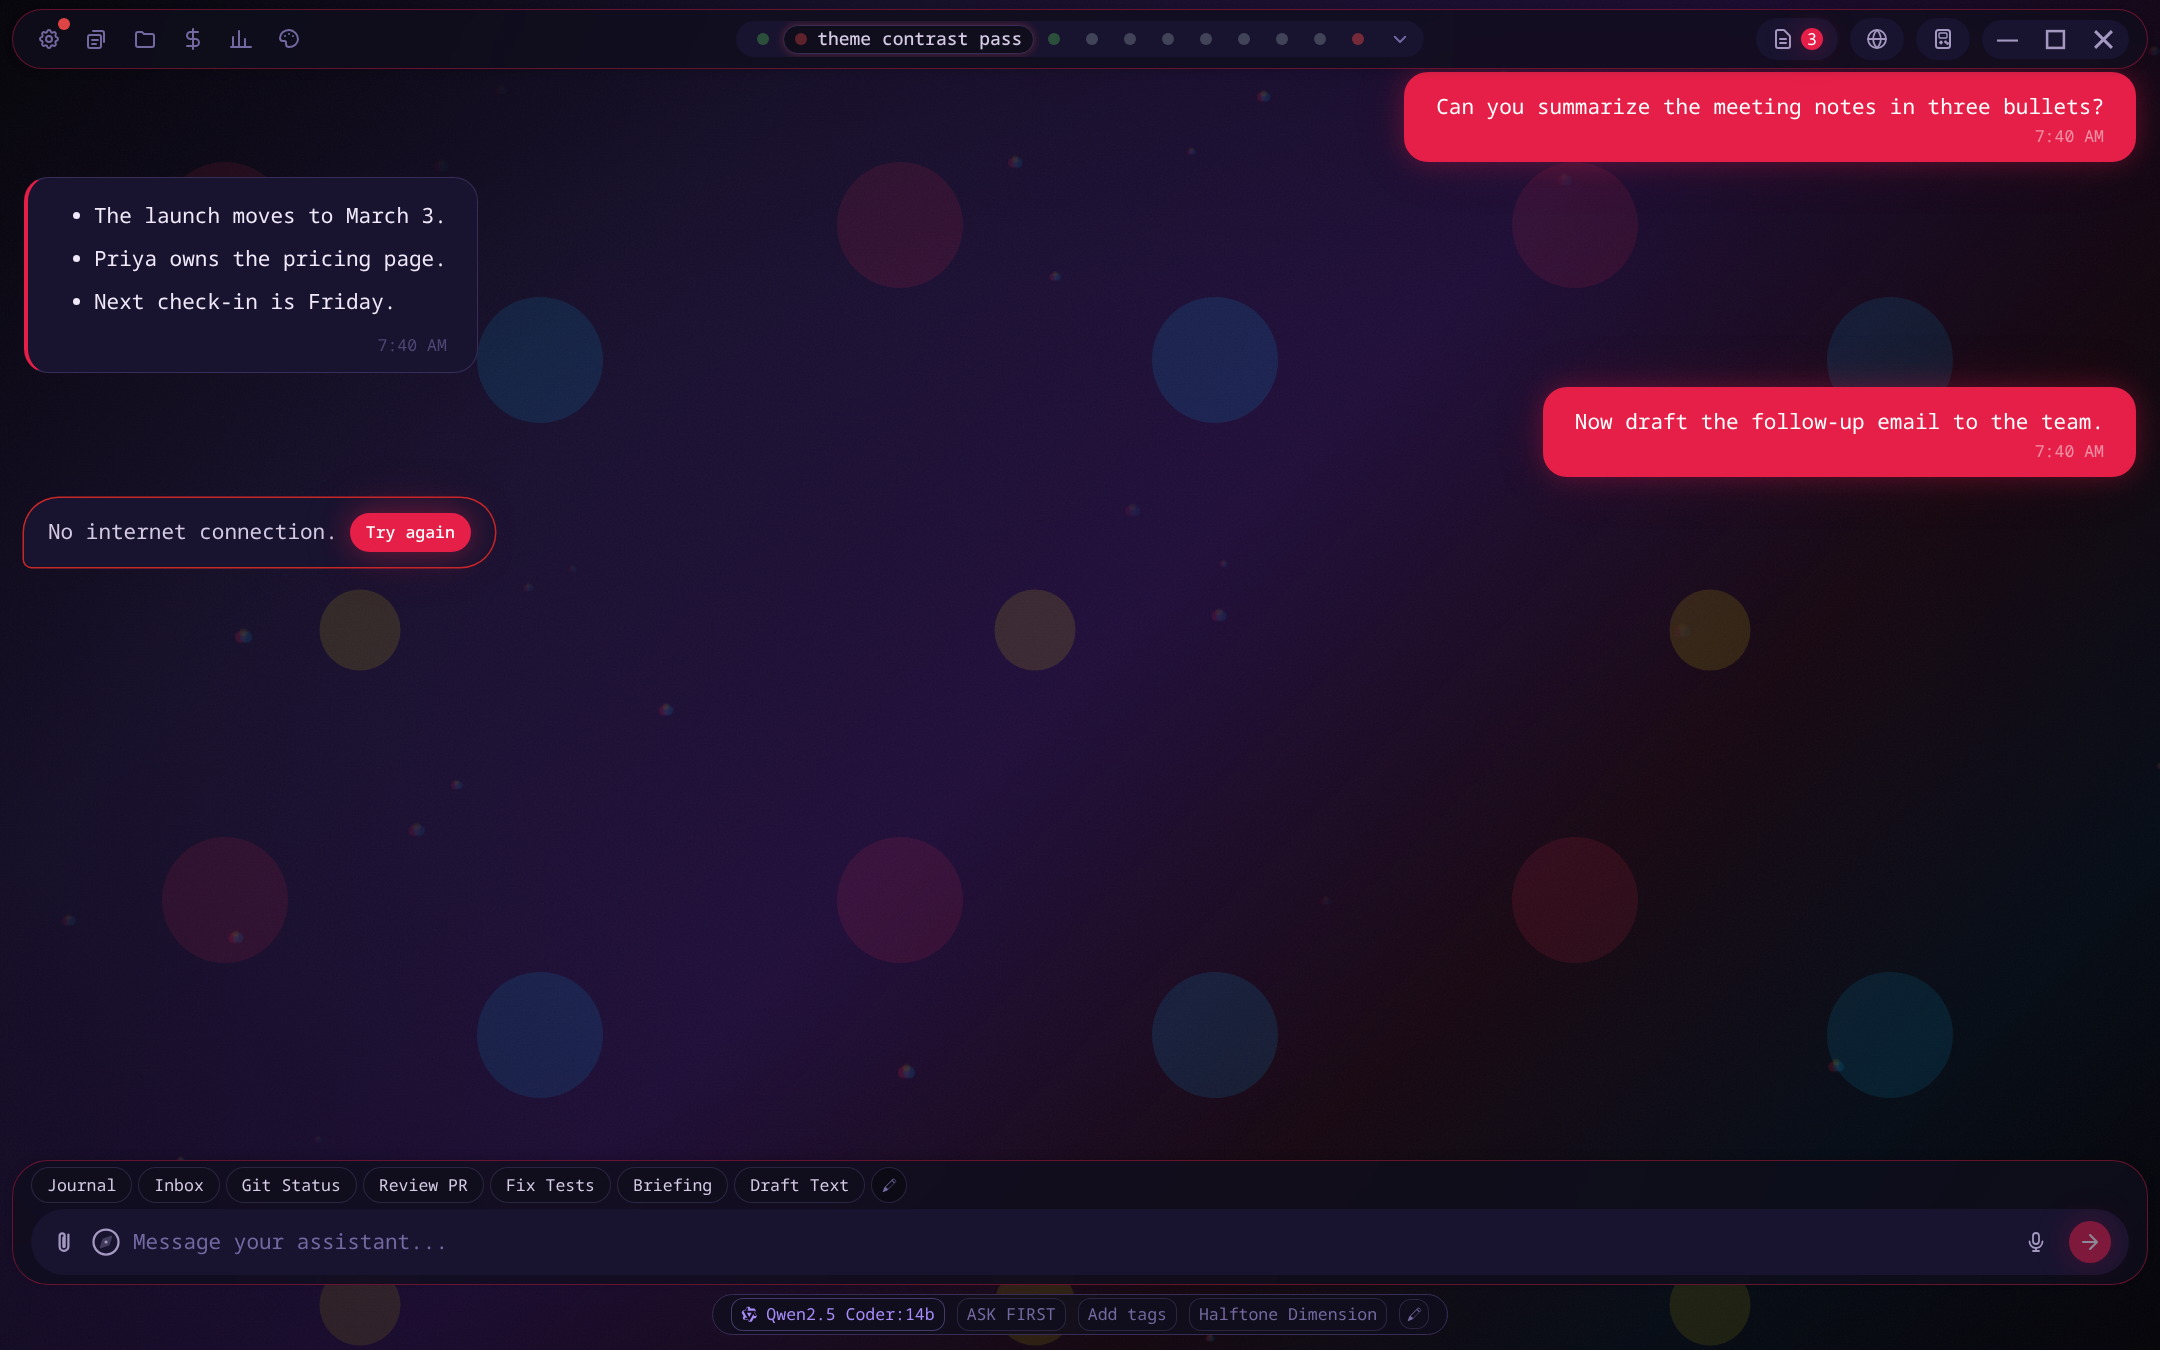 theme contrast pass
3
Can you summarize the meeting notes in three bullets?
7:40 AM
• The launch moves to March 3.
• Priya owns the pricing page.
• Next check-in is Friday.
7:40 AM
Now draft the follow-up email to the team.
7:40 AM
No internet connection. Try again
Journal Inbox Git Status Review PR Fix Tests Briefing Draft Text
Message your assistant...
Qwen2.5 Coder:14b ASK FIRST Add tags Halftone Dimension